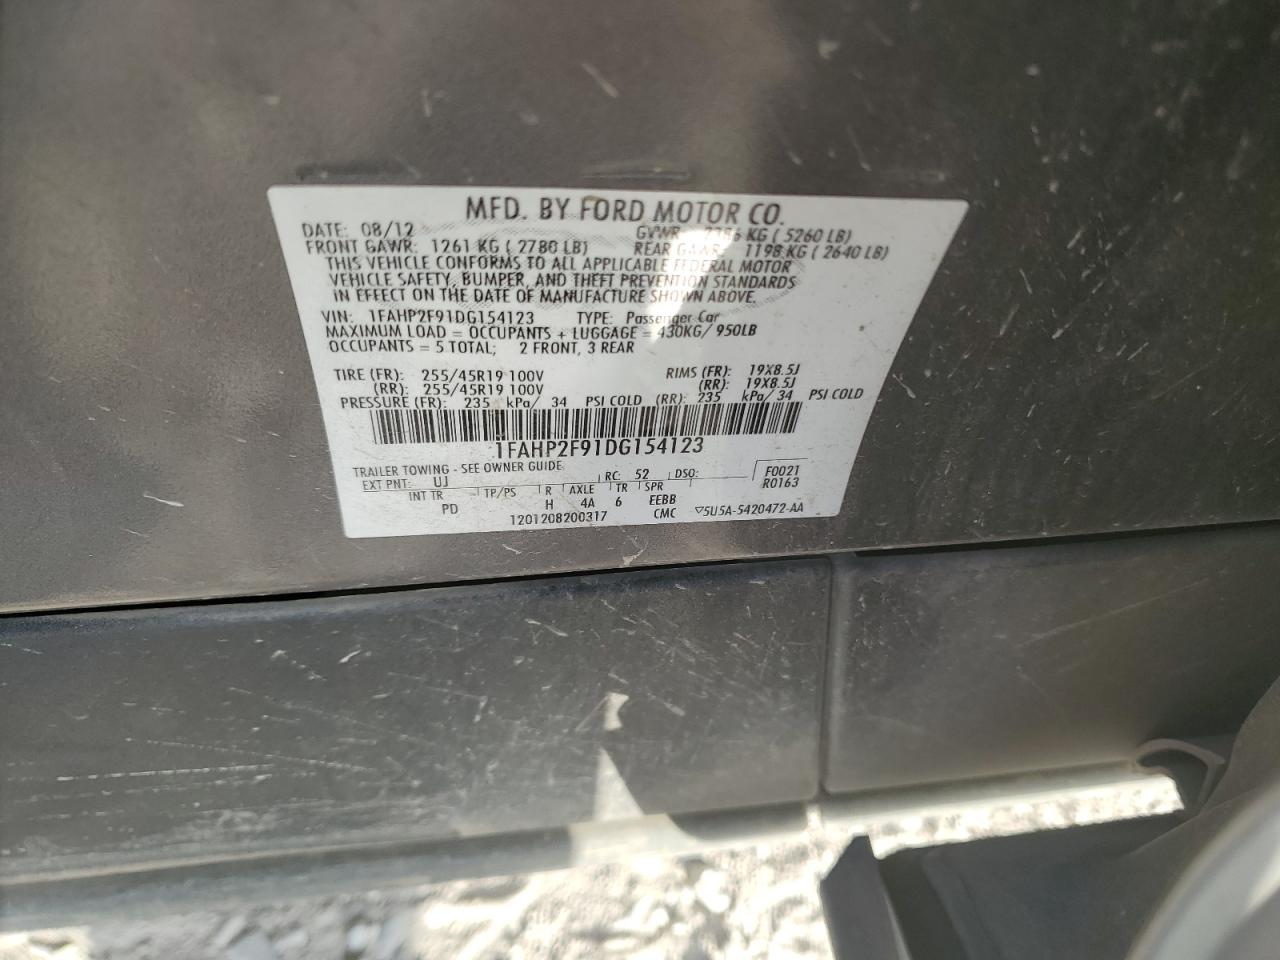 MFD. BY FORD MOTOR CO.
DATE: 08/12 GVWR: 2386 KG ( 5260 LB)
FRONT GAWR: 1261 KG ( 2780 LB) REAR GAWR: 1198 KG ( 2640 LB)
THIS VEHICLE CONFORMS TO ALL APPLICABLE FEDERAL MOTOR
VEHICLE SAFETY, BUMPER, AND THEFT PREVENTION STANDARDS
IN EFFECT ON THE DATE OF MANUFACTURE SHOWN ABOVE.
VIN: 1FAHP2F91DG154123 TYPE: Passenger Car
MAXIMUM LOAD = OCCUPANTS + LUGGAGE = 430KG/ 950LB
OCCUPANTS = 5 TOTAL; 2 FRONT, 3 REAR
TIRE (FR): 255/45R19 100V RIMS (FR): 19X8.5J
(RR): 255/45R19 100V (RR): 19X8.5J
PRESSURE (FR): 235 kPa/ 34 PSI COLD (RR): 235 kPa/ 34 PSI COLD
1FAHP2F91DG154123
TRAILER TOWING - SEE OWNER GUIDE
EXT PNT: UJ RC: 52 DSO: F0021
INT TR TP/PS R AXLE TR SPR R0163
PD H 4A 6 EEBB
1201208200317 CMC ▽5U5A-5420472-AA